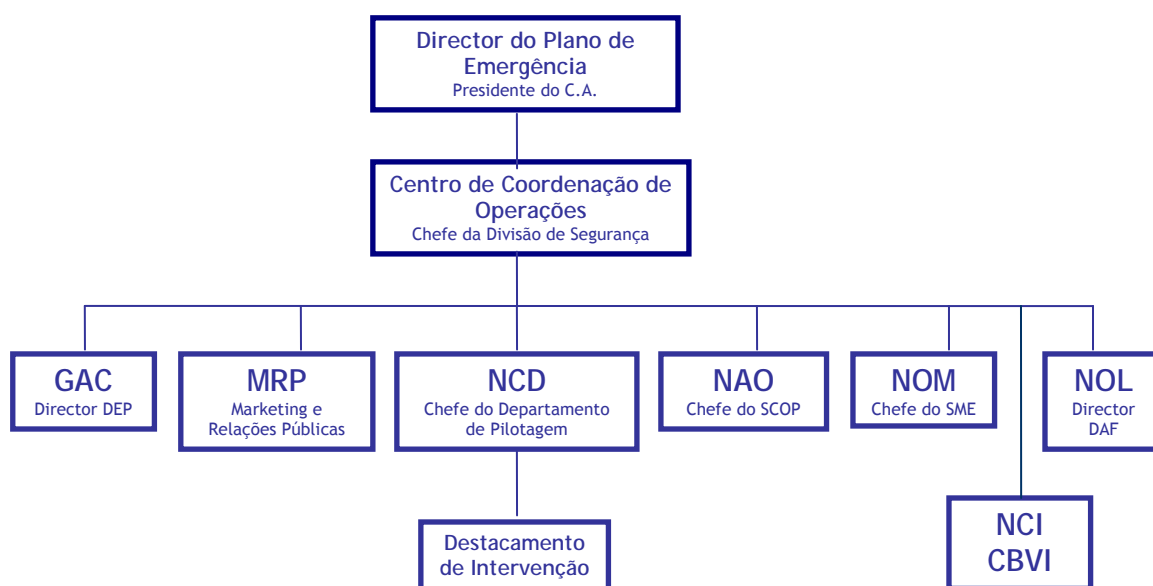 Director do Plano de
Emergência
Presidente do C.A.
Centro de Coordenação de
Operações
Chefe da Divisão de Segurança
GAC
Director DEP
MRP
Marketing e
Relações Públicas
NCD
Chefe do Departamento
de Pilotagem
NAO
Chefe do SCOP
NOM
Chefe do SME
NOL
Director
DAF
Destacamento
de Intervenção
NCI
CBVI